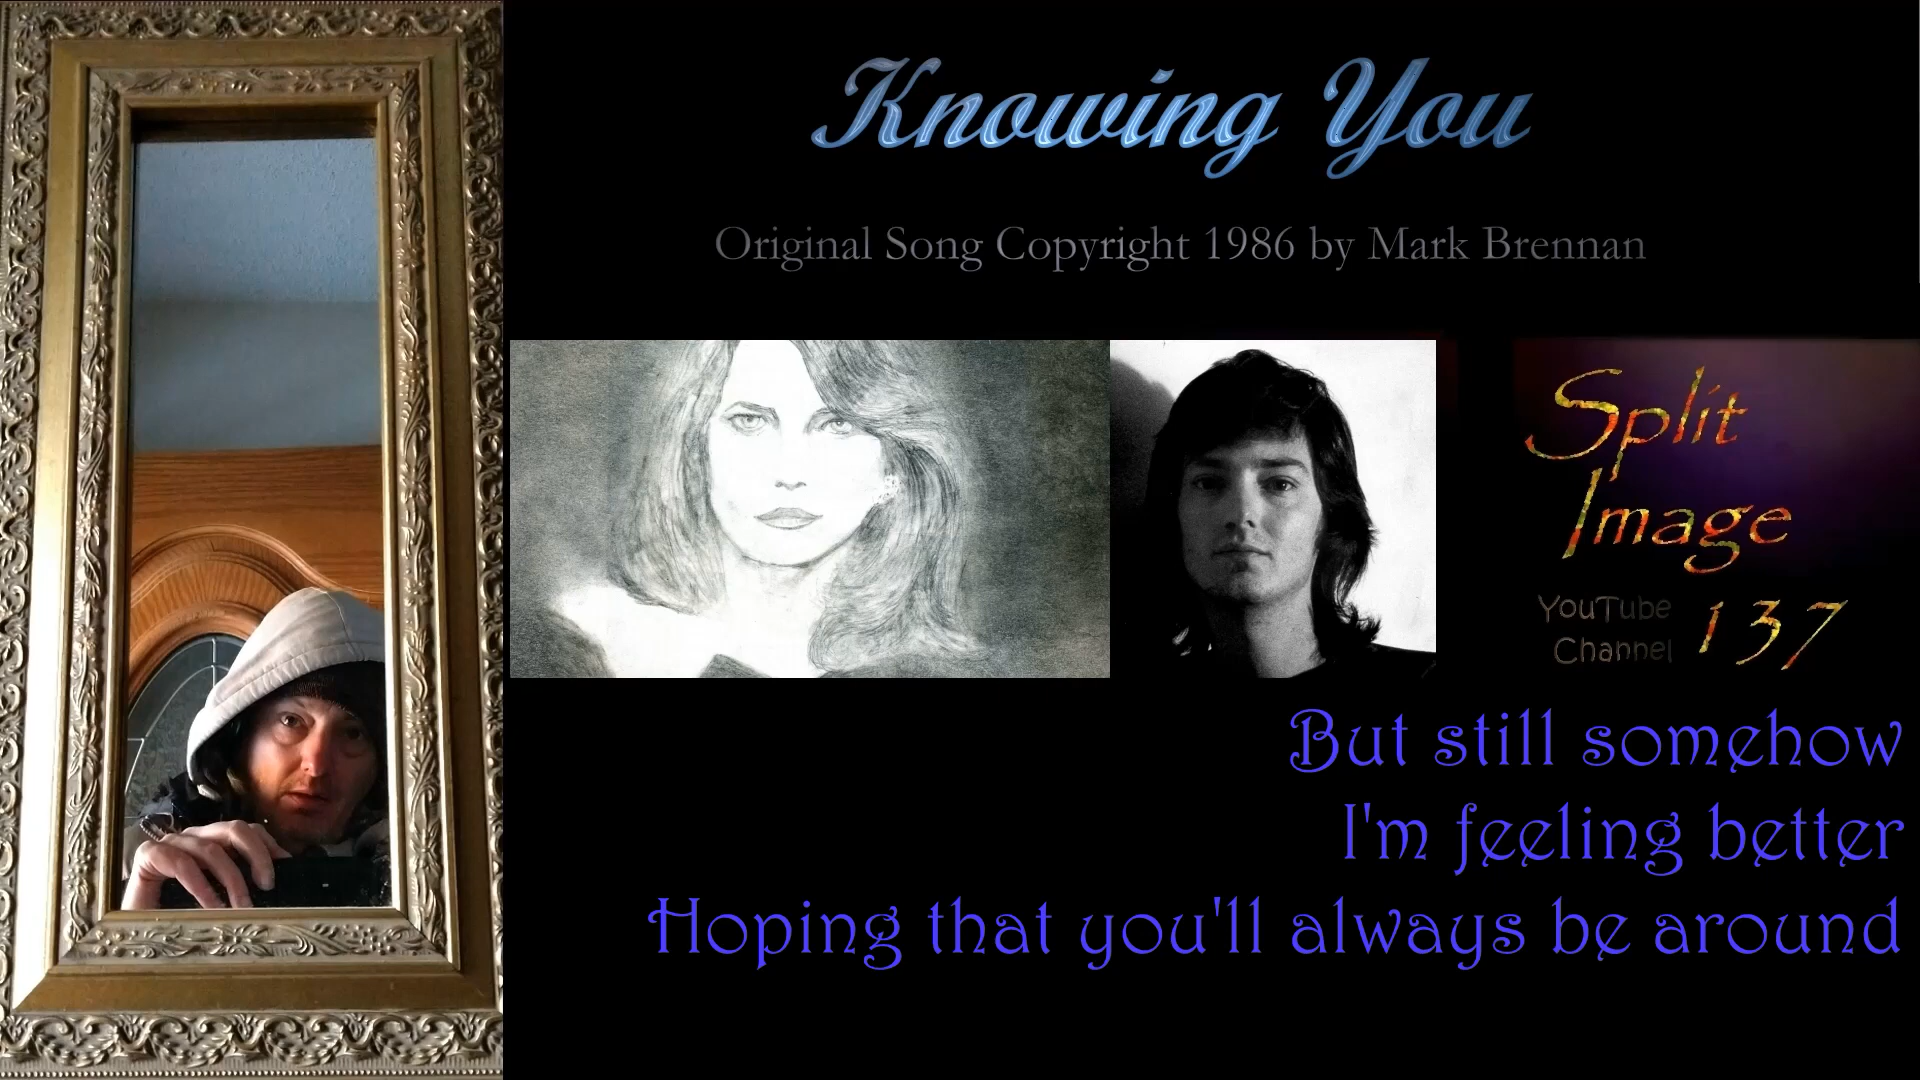 Knowing You
Original Song Copyright 1986 by Mark Brennan
Split
Image
YouTube
Channel
137
But still somehow
I'm feeling better
Hoping that you'll always be around